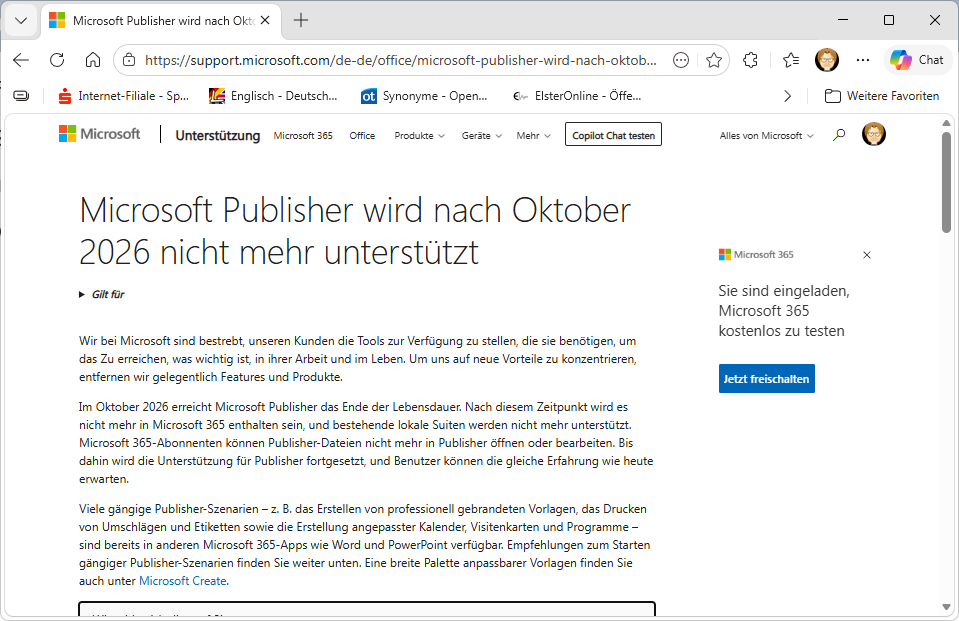 Microsoft Publisher wird nach Okto
https://support.microsoft.com/de-de/office/microsoft-publisher-wird-nach-oktob...
Chat
Internet-Filiale - Sp...
Englisch - Deutsch...
ot
Synonyme - Open...
ElsterOnline - Öffe...
Weitere Favoriten
Microsoft
Unterstützung
Microsoft 365
Office
Produkte
Geräte
Mehr
Copilot Chat testen
Alles von Microsoft
Microsoft Publisher wird nach Oktober
2026 nicht mehr unterstützt
Gilt für
Wir bei Microsoft sind bestrebt, unseren Kunden die Tools zur Verfügung zu stellen, die sie benötigen, um
das Zu erreichen, was wichtig ist, in ihrer Arbeit und im Leben. Um uns auf neue Vorteile zu konzentrieren,
entfernen wir gelegentlich Features und Produkte.
Im Oktober 2026 erreicht Microsoft Publisher das Ende der Lebensdauer. Nach diesem Zeitpunkt wird es
nicht mehr in Microsoft 365 enthalten sein, und bestehende lokale Suiten werden nicht mehr unterstützt.
Microsoft 365-Abonnenten können Publisher-Dateien nicht mehr in Publisher öffnen oder bearbeiten. Bis
dahin wird die Unterstützung für Publisher fortgesetzt, und Benutzer können die gleiche Erfahrung wie heute
erwarten.
Viele gängige Publisher-Szenarien – z. B. das Erstellen von professionell gebrandeten Vorlagen, das Drucken
von Umschlägen und Etiketten sowie die Erstellung angepasster Kalender, Visitenkarten und Programme –
sind bereits in anderen Microsoft 365-Apps wie Word und PowerPoint verfügbar. Empfehlungen zum Starten
gängiger Publisher-Szenarien finden Sie weiter unten. Eine breite Palette anpassbarer Vorlagen finden Sie
auch unter Microsoft Create.
Microsoft 365
Sie sind eingeladen,
Microsoft 365
kostenlos zu testen
Jetzt freischalten